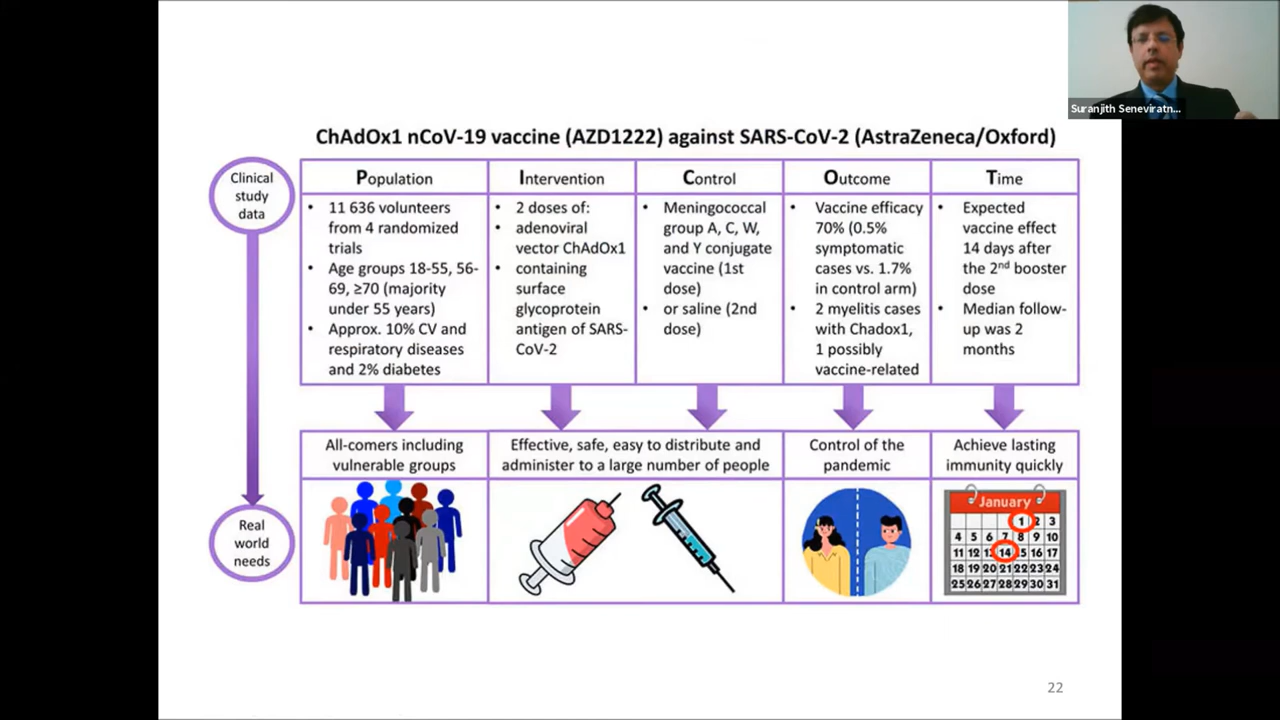 Suranjith Seneviratn...
ChAdOx1 nCoV-19 vaccine (AZD1222) against SARS-CoV-2 (AstraZeneca/Oxford)
Clinical
study
data
Population
• 11 636 volunteers
from 4 randomized
trials
• Age groups 18-55, 56-
69, ≥70 (majority
under 55 years)
• Approx. 10% CV and
respiratory diseases
and 2% diabetes
Intervention
• 2 doses of:
• adenoviral
vector ChAdOx1
• containing
surface
glycoprotein
antigen of SARS-
CoV-2
Control
• Meningococcal
group A, C, W,
and Y conjugate
vaccine (1st
dose)
• or saline (2nd
dose)
Outcome
• Vaccine efficacy
70% (0.5%
symptomatic
cases vs. 1.7%
in control arm)
• 2 myelitis cases
with Chadox1,
1 possibly
vaccine-related
Time
• Expected
vaccine effect
14 days after
the 2nd booster
dose
• Median follow-
up was 2
months
Real
world
needs
All-comers including
vulnerable groups
Effective, safe, easy to distribute and
administer to a large number of people
Control of the
pandemic
Achieve lasting
immunity quickly
January
1 2 3
4 5 6 7 8 9 10
11 12 13 14 15 16 17
18 19 20 21 22 23 24
25 26 27 28 29 30 31
22